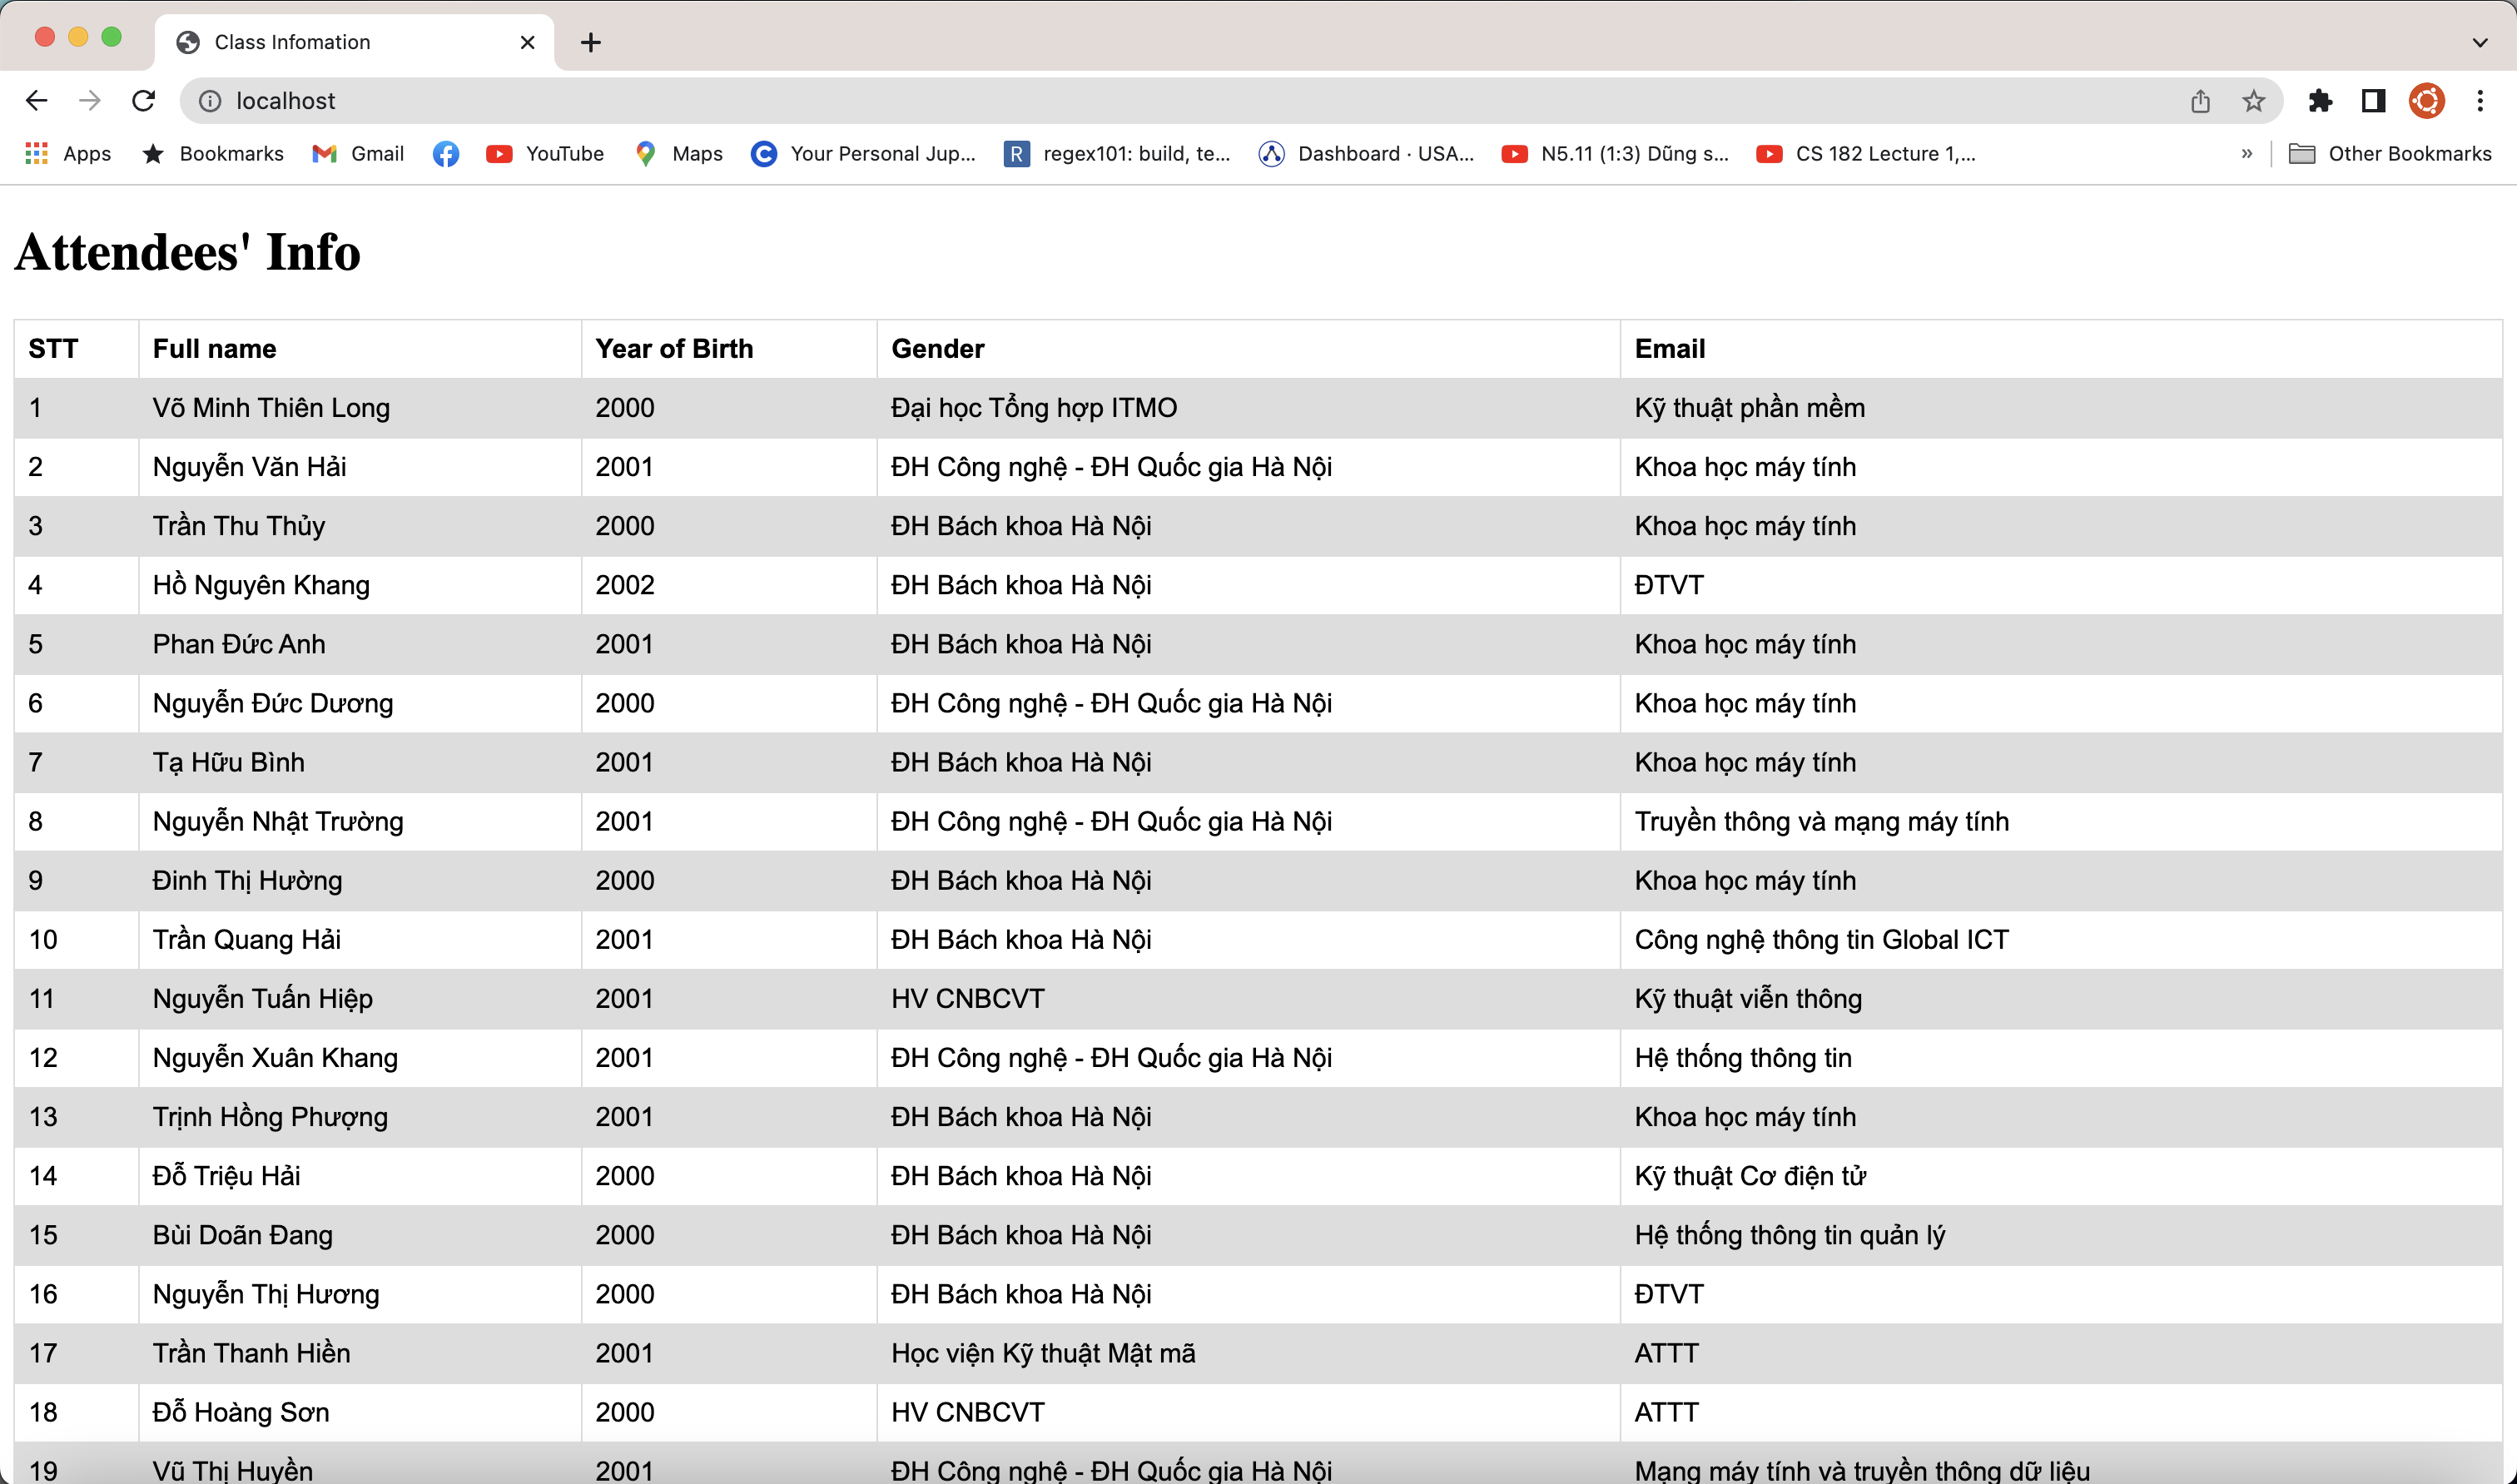 Class Infomation
localhost
Apps Bookmarks Gmail YouTube Maps Your Personal Jup... regex101: build, te... Dashboard · USA... N5.11 (1:3) Dũng s... CS 182 Lecture 1,... » Other Bookmarks
Attendees' Info
STT Full name Year of Birth Gender Email
1 Võ Minh Thiên Long 2000 Đại học Tổng hợp ITMO Kỹ thuật phần mềm
2 Nguyễn Văn Hải 2001 ĐH Công nghệ - ĐH Quốc gia Hà Nội Khoa học máy tính
3 Trần Thu Thủy 2000 ĐH Bách khoa Hà Nội Khoa học máy tính
4 Hồ Nguyên Khang 2002 ĐH Bách khoa Hà Nội ĐTVT
5 Phan Đức Anh 2001 ĐH Bách khoa Hà Nội Khoa học máy tính
6 Nguyễn Đức Dương 2000 ĐH Công nghệ - ĐH Quốc gia Hà Nội Khoa học máy tính
7 Tạ Hữu Bình 2001 ĐH Bách khoa Hà Nội Khoa học máy tính
8 Nguyễn Nhật Trường 2001 ĐH Công nghệ - ĐH Quốc gia Hà Nội Truyền thông và mạng máy tính
9 Đinh Thị Hường 2000 ĐH Bách khoa Hà Nội Khoa học máy tính
10 Trần Quang Hải 2001 ĐH Bách khoa Hà Nội Công nghệ thông tin Global ICT
11 Nguyễn Tuấn Hiệp 2001 HV CNBCVT Kỹ thuật viễn thông
12 Nguyễn Xuân Khang 2001 ĐH Công nghệ - ĐH Quốc gia Hà Nội Hệ thống thông tin
13 Trịnh Hồng Phượng 2001 ĐH Bách khoa Hà Nội Khoa học máy tính
14 Đỗ Triệu Hải 2000 ĐH Bách khoa Hà Nội Kỹ thuật Cơ điện tử
15 Bùi Doãn Đang 2000 ĐH Bách khoa Hà Nội Hệ thống thông tin quản lý
16 Nguyễn Thị Hương 2000 ĐH Bách khoa Hà Nội ĐTVT
17 Trần Thanh Hiền 2001 Học viện Kỹ thuật Mật mã ATTT
18 Đỗ Hoàng Sơn 2000 HV CNBCVT ATTT
19 Vũ Thị Huyền 2001 ĐH Công nghệ - ĐH Quốc gia Hà Nội Mạng máy tính và truyền thông dữ liệu